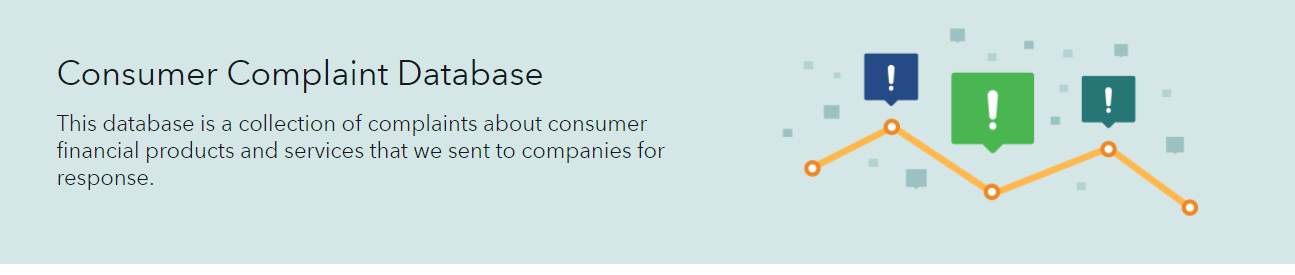 Consumer Complaint Database
This database is a collection of complaints about consumer
financial products and services that we sent to companies for
response.
!
!
!